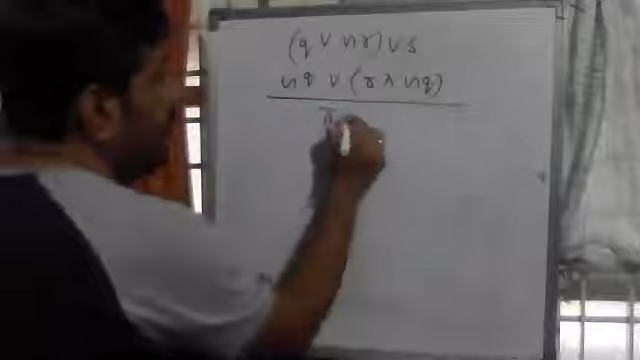 (q ∨ ~r) ∨ s
~q ∨ (r ∧ ~q)